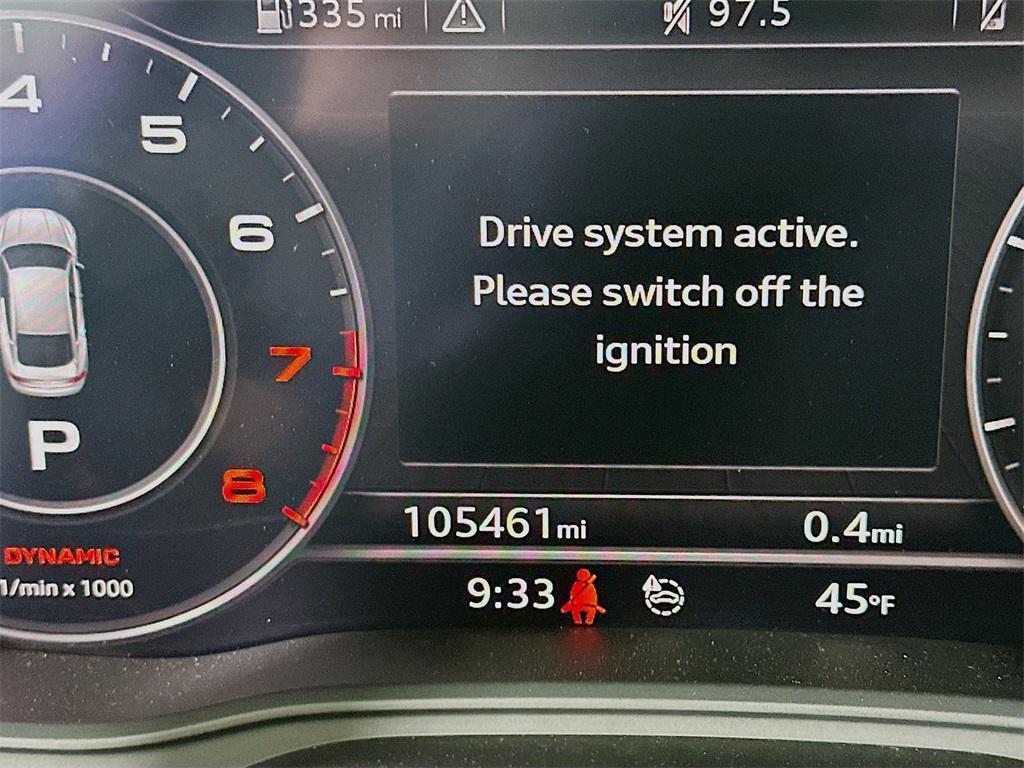 335 mi
97.5
4
5
6
7
8
P
DYNAMIC
1/min x 1000
Drive system active.
Please switch off the
ignition
105461mi
0.4mi
9:33
45°F